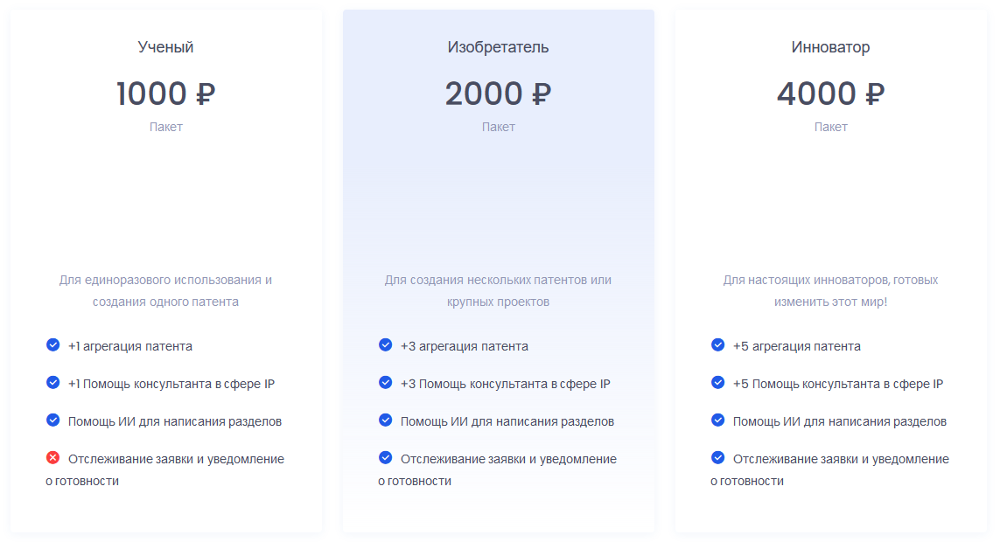 Ученый
1000 ₽
Пакет
Для единоразового использования и
создания одного патента
+1 агрегация патента
+1 Помощь консультанта в сфере IP
Помощь ИИ для написания разделов
Отслеживание заявки и уведомление
о готовности
Изобретатель
2000 ₽
Пакет
Для создания нескольких патентов или
крупных проектов
+3 агрегация патента
+3 Помощь консультанта в сфере IP
Помощь ИИ для написания разделов
Отслеживание заявки и уведомление
о готовности
Инноватор
4000 ₽
Пакет
Для настоящих инноваторов, готовых
изменить этот мир!
+5 агрегация патента
+5 Помощь консультанта в сфере IP
Помощь ИИ для написания разделов
Отслеживание заявки и уведомление
о готовности